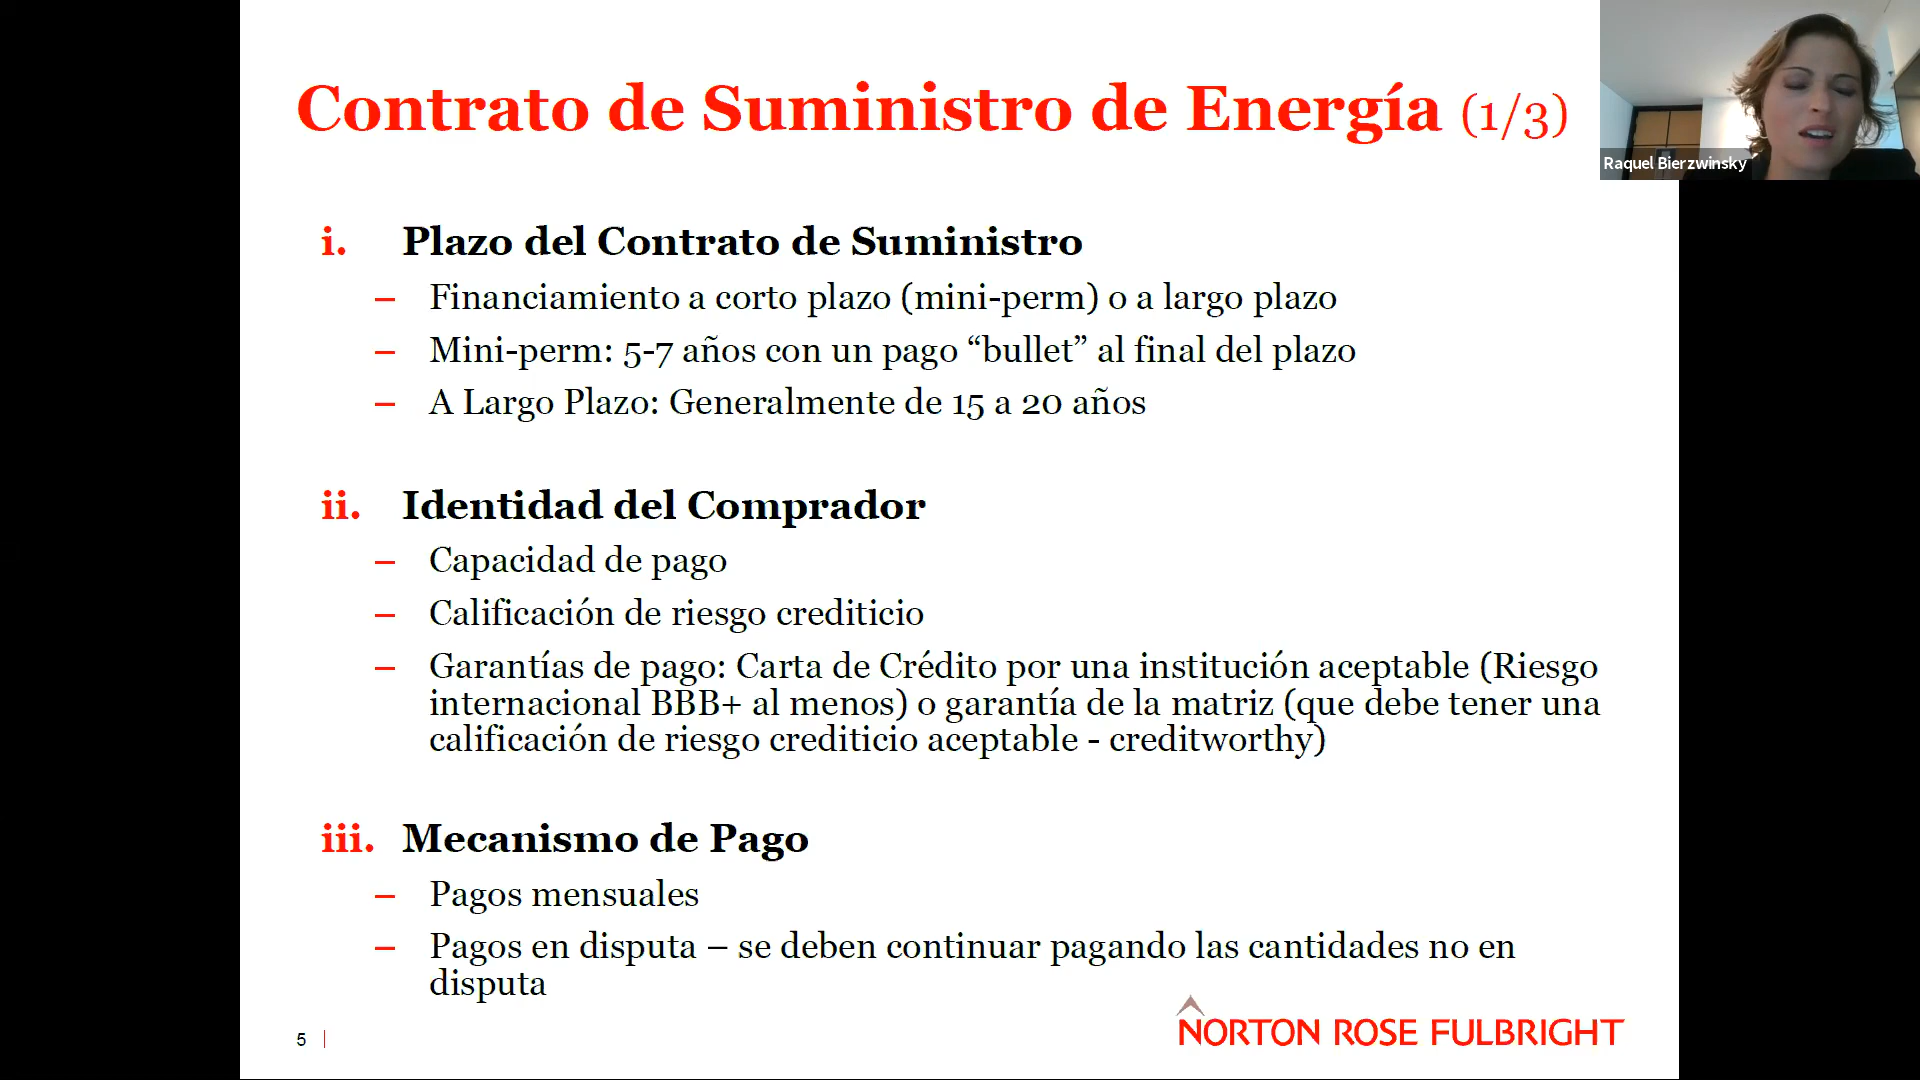 Contrato de Suministro de Energía (1/3)
Raquel Bierzwinsky
i. Plazo del Contrato de Suministro
– Financiamiento a corto plazo (mini-perm) o a largo plazo
– Mini-perm: 5-7 años con un pago “bullet” al final del plazo
– A Largo Plazo: Generalmente de 15 a 20 años
ii. Identidad del Comprador
– Capacidad de pago
– Calificación de riesgo crediticio
– Garantías de pago: Carta de Crédito por una institución aceptable (Riesgo
internacional BBB+ al menos) o garantía de la matriz (que debe tener una
calificación de riesgo crediticio aceptable - creditworthy)
iii. Mecanismo de Pago
– Pagos mensuales
– Pagos en disputa – se deben continuar pagando las cantidades no en
disputa
5
NORTON ROSE FULBRIGHT